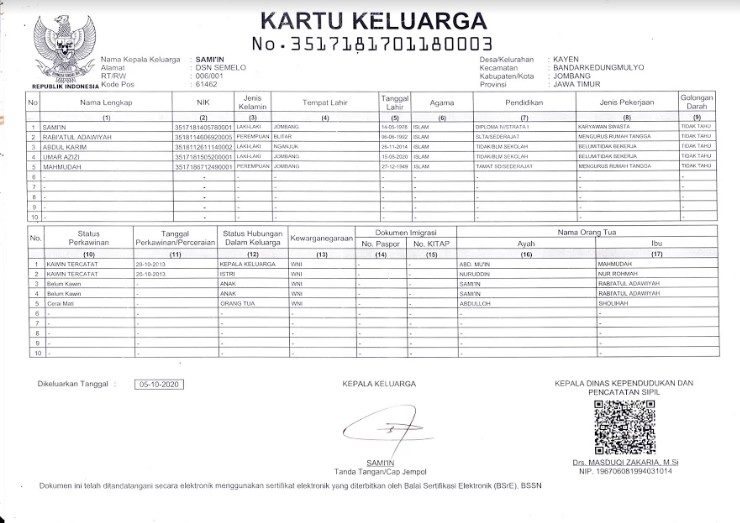 KARTU KELUARGA
No.3517181701180003
REPUBLIK INDONESIA
Nama Kepala Keluarga : SAMI'IN
Alamat : DSN SEMELO
RT/RW : 006/001
Kode Pos : 61462
Desa/Kelurahan : KAYEN
Kecamatan : BANDARKEDUNGMULYO
Kabupaten/Kota : JOMBANG
Provinsi : JAWA TIMUR
No Nama Lengkap NIK Jenis Kelamin Tempat Lahir Tanggal Lahir Agama Pendidikan Jenis Pekerjaan Golongan Darah
(1) (2) (3) (4) (5) (6) (7) (8) (9)
1 SAMI'IN 3517181405780001 LAKI-LAKI JOMBANG ISLAM DIPLOMA IV/STRATA I KARYAWAN SWASTA TIDAK TAHU
2 RABI'ATUL ADAWIYAH PEREMPUAN BLITAR ISLAM SLTA/SEDERAJAT MENGURUS RUMAH TANGGA TIDAK TAHU
3 ABDUL KARIM 3518112611140002 LAKI-LAKI NGANJUK 26-11-2014 ISLAM TIDAK/BLM SEKOLAH BELUM/TIDAK BEKERJA TIDAK TAHU
4 UMAR AZIZI 3517181505200001 LAKI-LAKI JOMBANG 15-05-2020 ISLAM TIDAK/BLM SEKOLAH BELUM/TIDAK BEKERJA TIDAK TAHU
5 MAHMUDAH 3517186712490001 PEREMPUAN JOMBANG 27-12-1949 ISLAM TAMAT SD/SEDERAJAT MENGURUS RUMAH TANGGA TIDAK TAHU
6 - - - - - - - - -
7 - - - - - - - - -
8 - - - - - - - - -
9 - - - - - - - - -
10 - - - - - - - - -
No. Status Perkawinan Tanggal Perkawinan/Perceraian Status Hubungan Dalam Keluarga Kewarganegaraan Dokumen Imigrasi Nama Orang Tua
No. Paspor No. KITAP Ayah Ibu
(10) (11) (12) (13) (14) (15) (16) (17)
1 KAWIN TERCATAT 20-10-2013 KEPALA KELUARGA WNI - - ABD. MU'IN MAHMUDAH
2 KAWIN TERCATAT 20-10-2013 ISTRI WNI - - NURUDDIN NUR ROHMAH
3 Belum Kawin - ANAK WNI - - SAMI'IN RABI'ATUL ADAWIYAH
4 Belum Kawin - ANAK WNI - - SAMI'IN RABI'ATUL ADAWIYAH
5 Cerai Mati - ORANG TUA WNI - - ABDULLOH SHOLIHAH
6 - - - - - - - -
7 - - - - - - - -
8 - - - - - - - -
9 - - - - - - - -
10 - - - - - - - -
Dikeluarkan Tanggal : 05-10-2020
KEPALA KELUARGA
SAMI'IN
Tanda Tangan/Cap Jempol
KEPALA DINAS KEPENDUDUKAN DAN
PENCATATAN SIPIL
Drs. MASDUQI ZAKARIA, M.Si
NIP. 196706081994031014
Dokumen ini telah ditandatangani secara elektronik menggunakan sertifikat elektronik yang diterbitkan oleh Balai Sertifikasi Elektronik (BSrE), BSSN